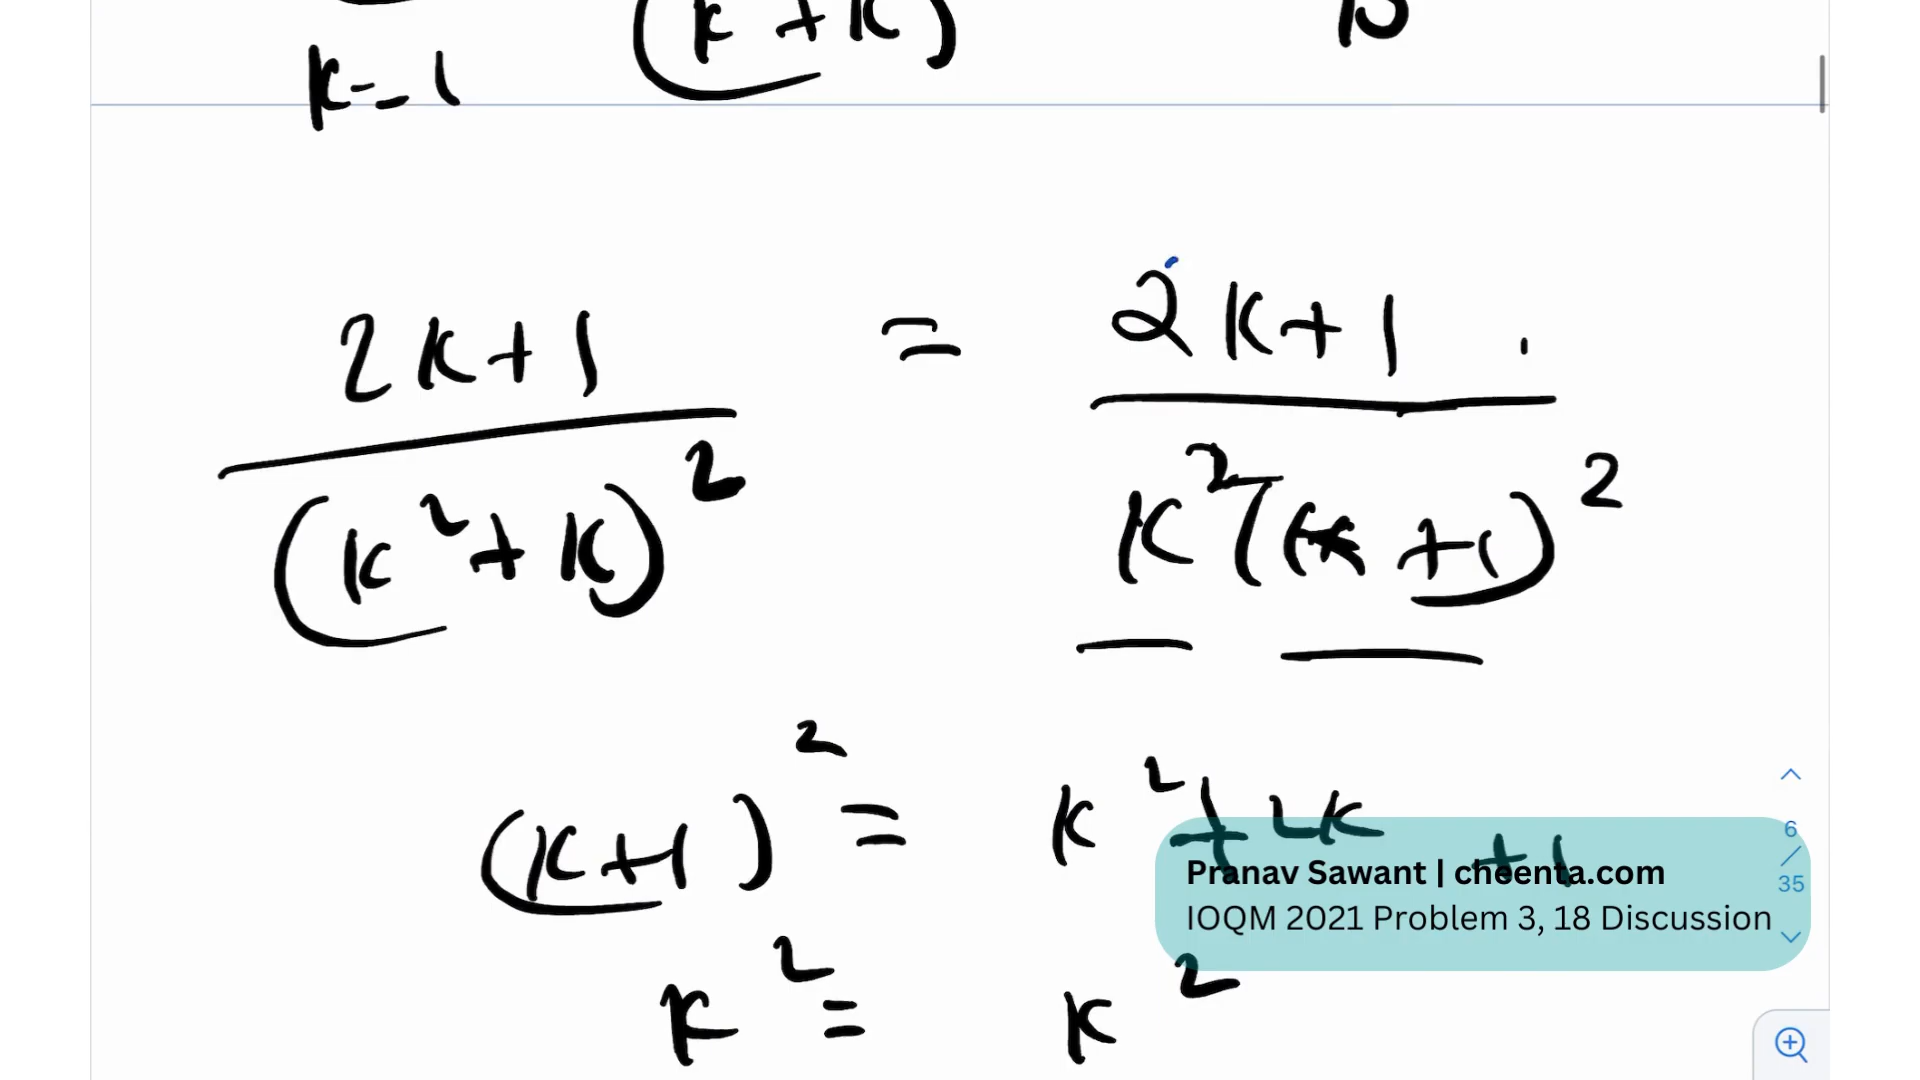 (k + k)
k = 1
2k+1 = 2k+1
(k²+k)² k²(k+1)²
(k+1)² = k²+2k+1
k² = k²
6
/
35
Pranav Sawant | cheenta.com
IOQM 2021 Problem 3, 18 Discussion